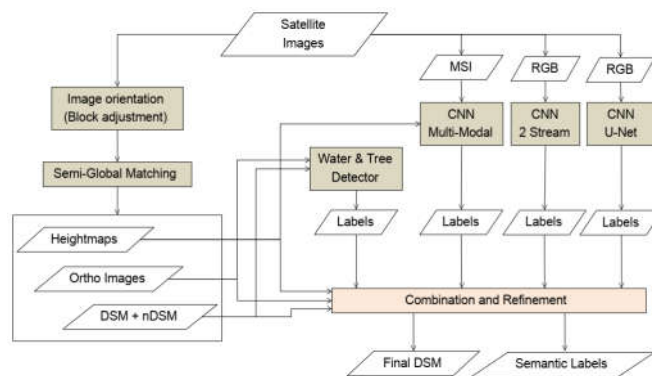 Satellite
Images
MSI
RGB
RGB
Image orientation
(Block adjustment)
CNN
Multi-Modal
CNN
2 Stream
CNN
U-Net
Semi-Global Matching
Water & Tree
Detector
Heightmaps
Labels
Labels
Labels
Labels
Ortho Images
DSM + nDSM
Combination and Refinement
Final DSM
Semantic Labels